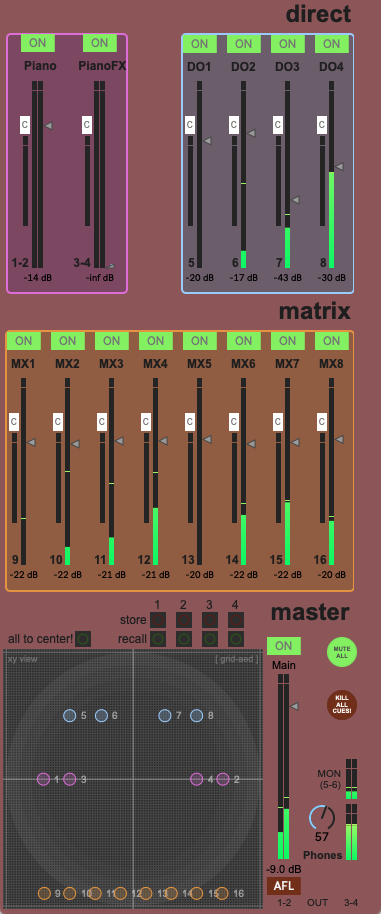 direct
ON ON ON ON ON ON
Piano PianoFX DO1 DO2 DO3 DO4
C C C C C C
1-2 3-4 5 6 7 8
-14 dB -inf dB -20 dB -17 dB -43 dB -30 dB
matrix
ON ON ON ON ON ON ON ON
MX1 MX2 MX3 MX4 MX5 MX6 MX7 MX8
C C C C C C C C
9 10 11 12 13 14 15 16
-22 dB -22 dB -21 dB -21 dB -20 dB -22 dB -22 dB -20 dB
1 2 3 4
store
all to center! recall
master
xy view [ grid-aed ]
5 6 7 8
1 3 4 2
9 10 11 12 13 14 15 16
ON
Main
MUTE
ALL
KILL
ALL
CUES!
MON
(5-6)
57
Phones
-9.0 dB
AFL
1-2 OUT 3-4